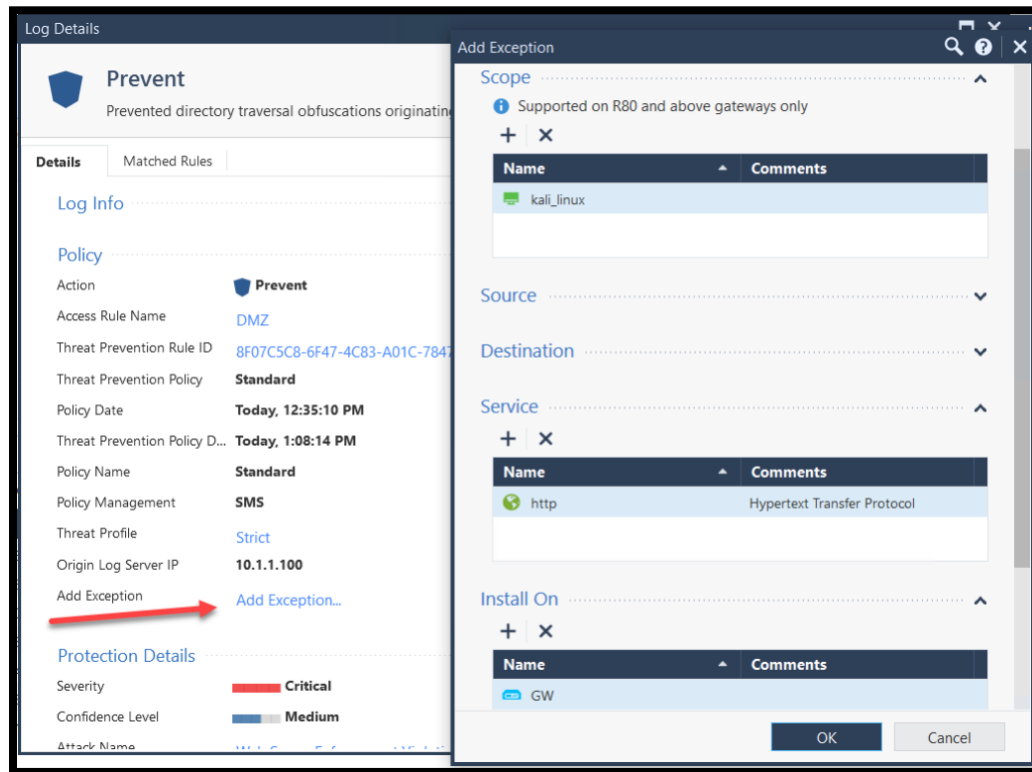 Log Details
Prevent
Prevented directory traversal obfuscations originating
Details Matched Rules
Log Info
Policy
Action Prevent
Access Rule Name DMZ
Threat Prevention Rule ID 8F07C5C8-6F47-4C83-A01C-7847
Threat Prevention Policy Standard
Policy Date Today, 12:35:10 PM
Threat Prevention Policy D... Today, 1:08:14 PM
Policy Name Standard
Policy Management SMS
Threat Profile Strict
Origin Log Server IP 10.1.1.100
Add Exception Add Exception...
Protection Details
Severity Critical
Confidence Level Medium
Attack Name
Add Exception
Scope
Supported on R80 and above gateways only
Name Comments
kali_linux
Source
Destination
Service
Name Comments
http Hypertext Transfer Protocol
Install On
Name Comments
GW
OK Cancel